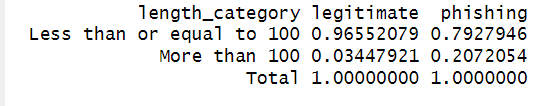 length_category legitimate phishing
Less than or equal to 100 0.96552079 0.7927946
More than 100 0.03447921 0.2072054
Total 1.00000000 1.0000000